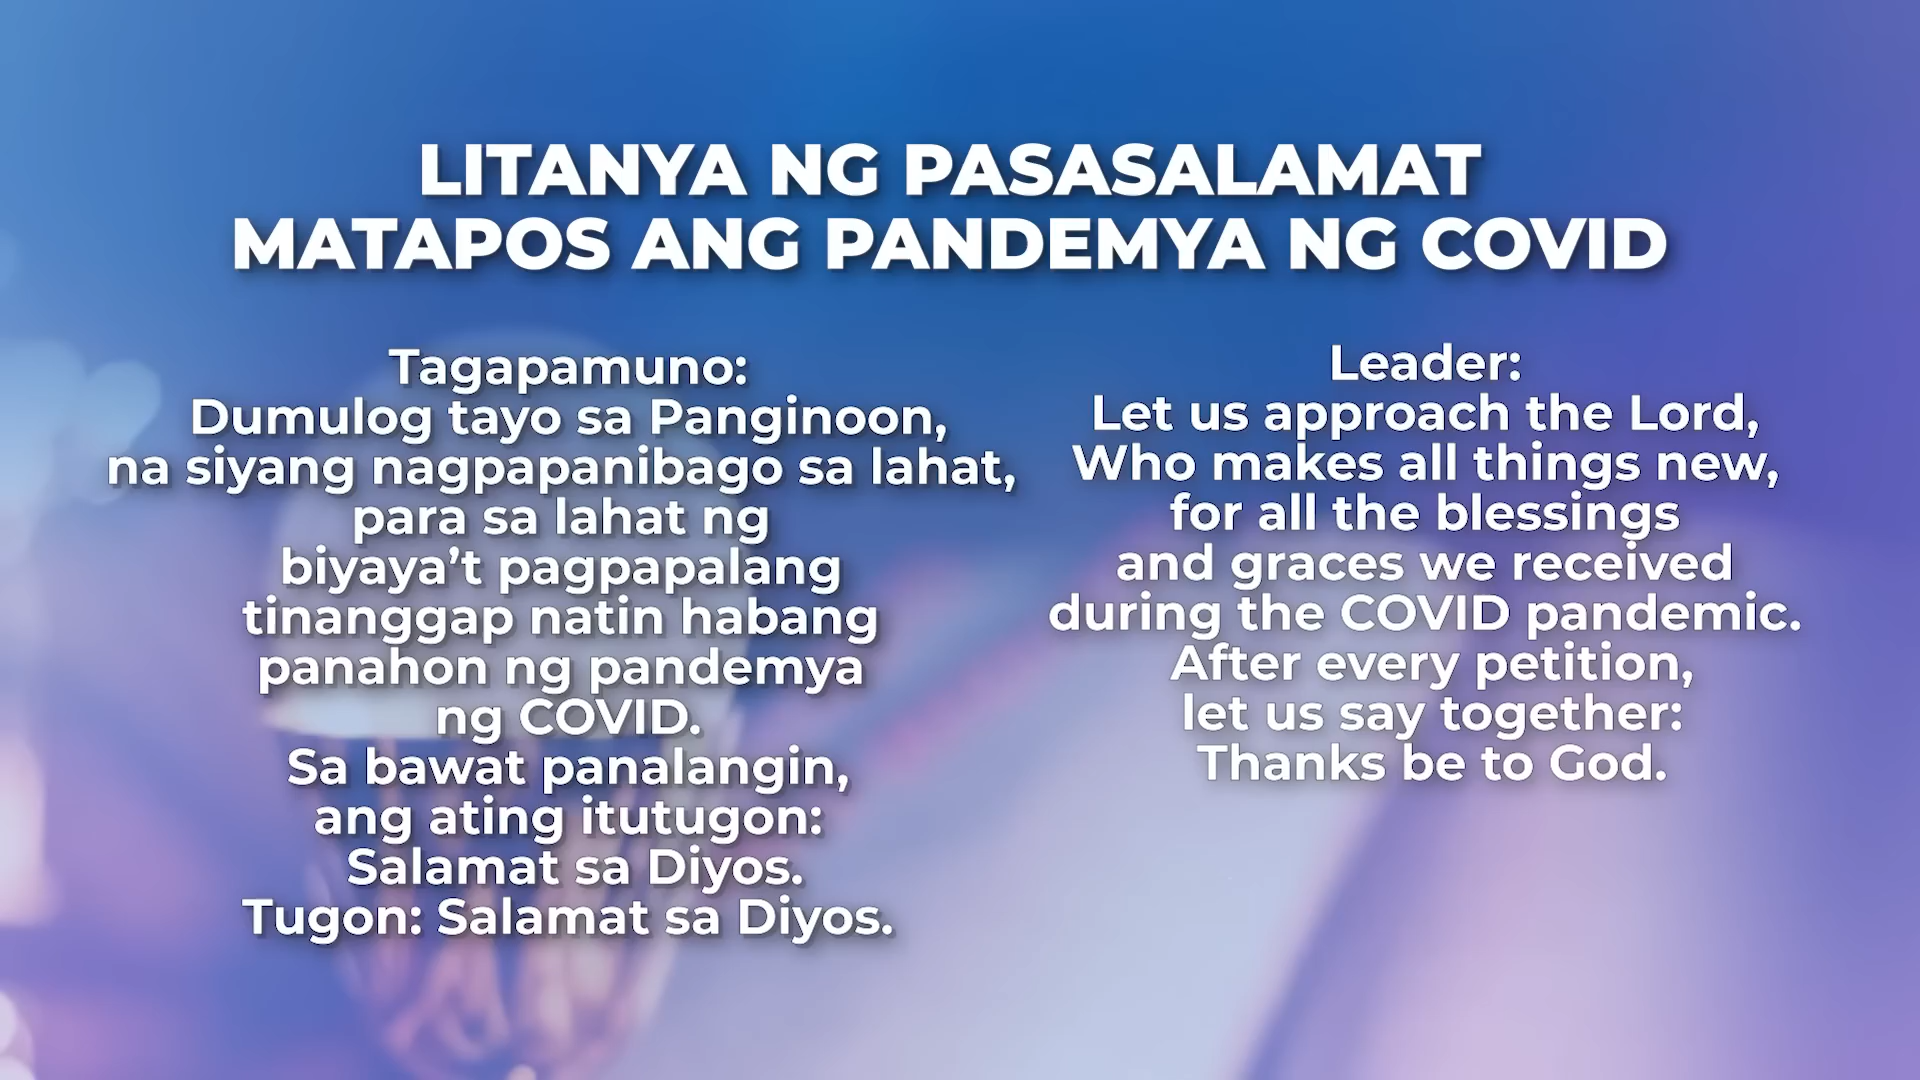 LITANYA NG PASASALAMAT
MATAPOS ANG PANDEMYA NG COVID
Tagapamuno:
Dumulog tayo sa Panginoon,
na siyang nagpapanibago sa lahat,
para sa lahat ng
biyaya’t pagpapalang
tinanggap natin habang
panahon ng pandemya
ng COVID.
Sa bawat panalangin,
ang ating itutugon:
Salamat sa Diyos.
Tugon: Salamat sa Diyos.
Leader:
Let us approach the Lord,
Who makes all things new,
for all the blessings
and graces we received
during the COVID pandemic.
After every petition,
let us say together:
Thanks be to God.